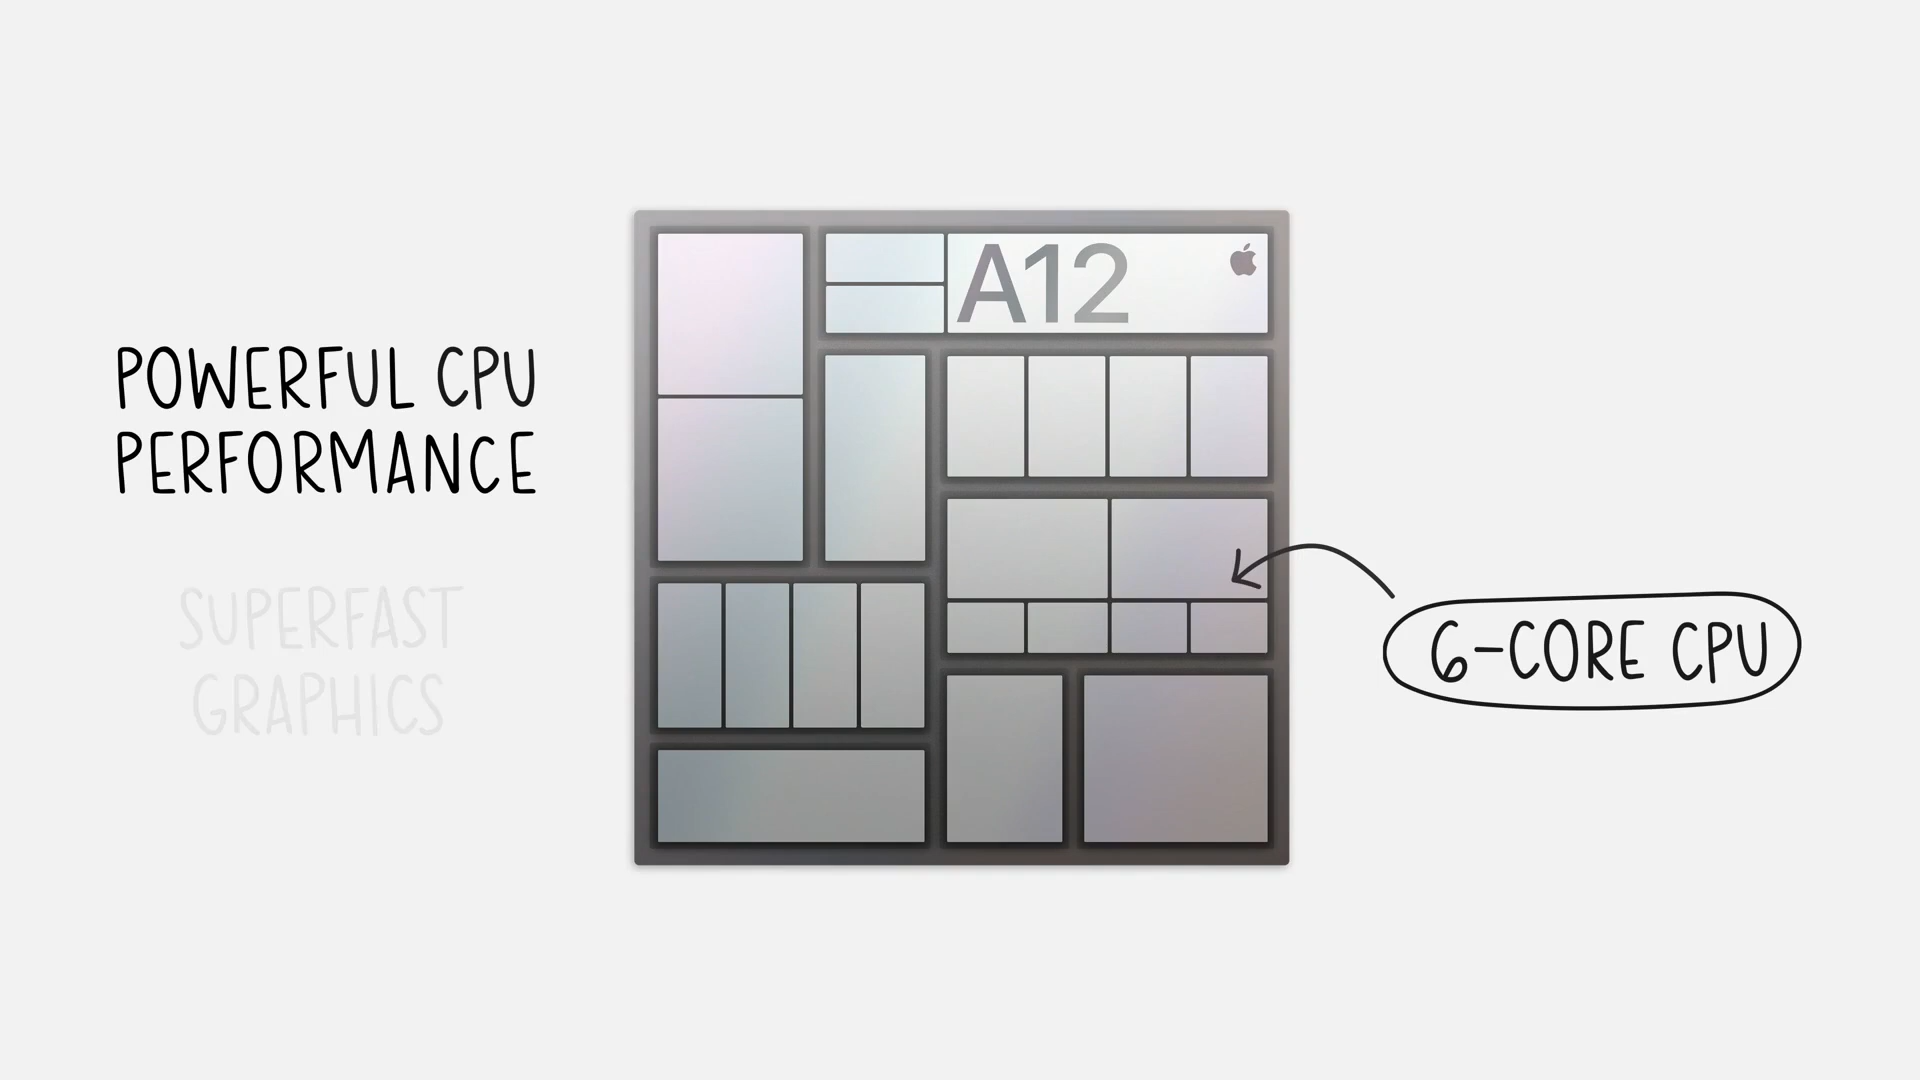 POWERFUL CPU
PERFORMANCE
SUPERFAST
GRAPHICS
A12
6-CORE CPU